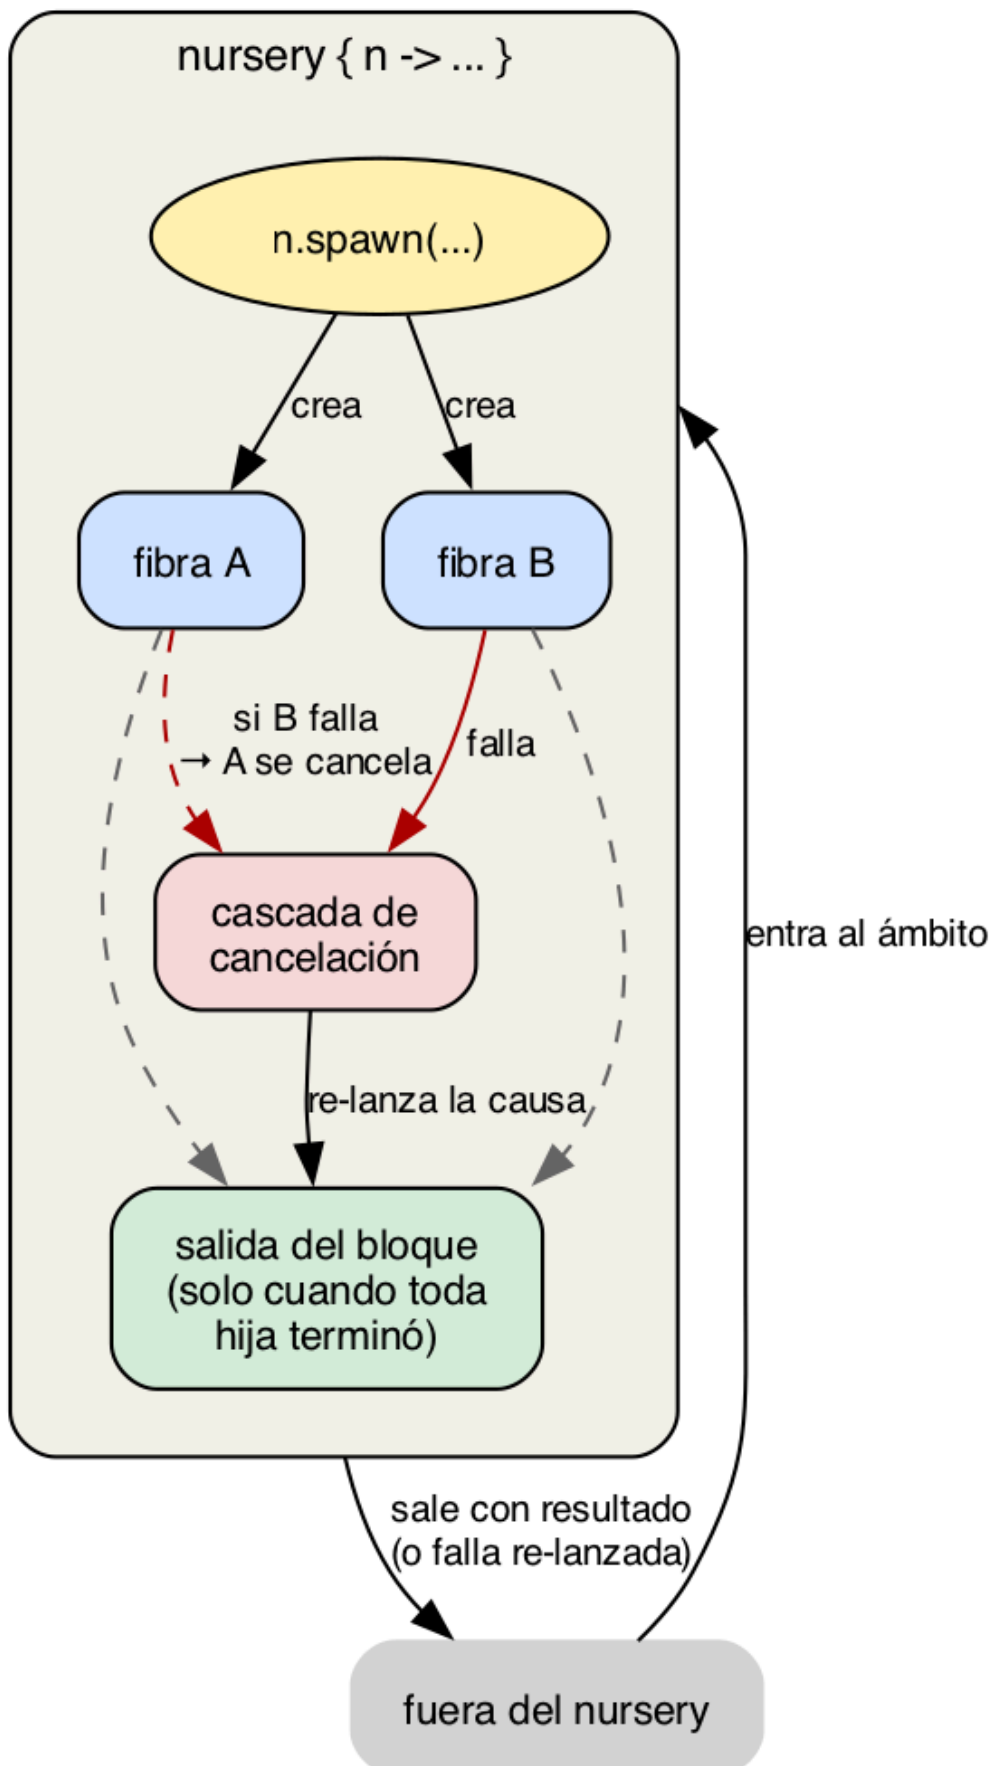 nursery { n -> ... }
n.spawn(...)
crea
crea
fibra A
fibra B
si B falla
→ A se cancela
falla
cascada de
cancelación
entra al ámbito
re-lanza la causa
salida del bloque
(solo cuando toda
hija terminó)
sale con resultado
(o falla re-lanzada)
fuera del nursery